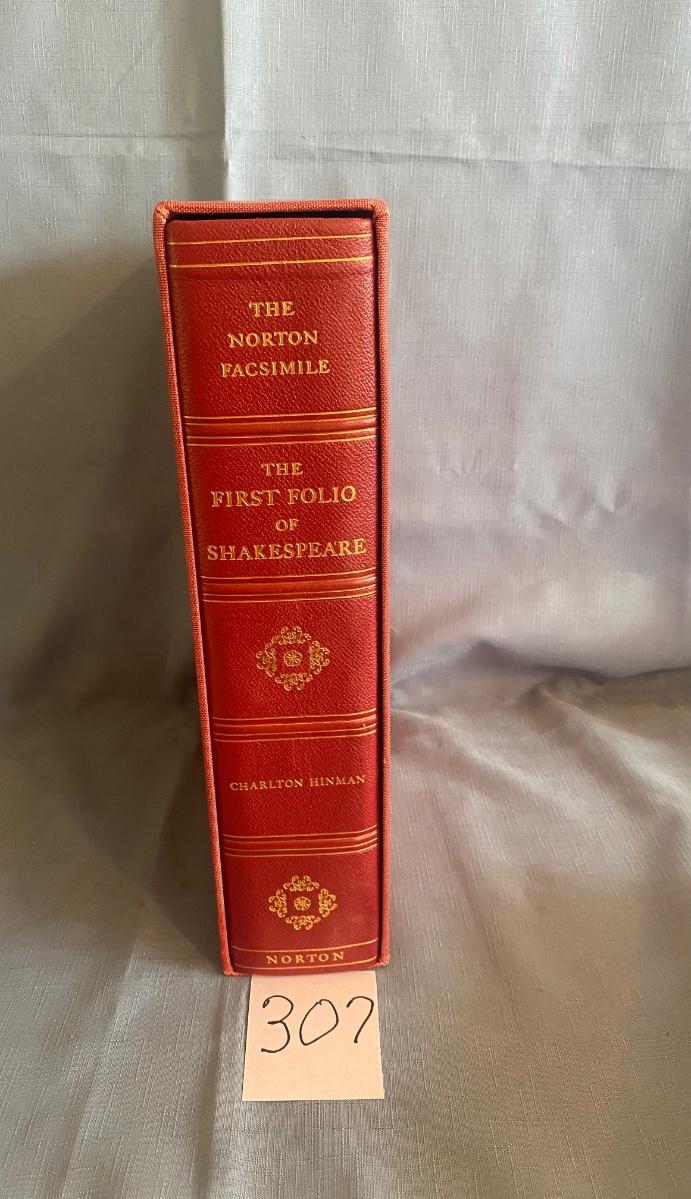 THE
NORTON
FACSIMILE
THE
FIRST FOLIO
OF
SHAKESPEARE
CHARLTON HINMAN
NORTON
307